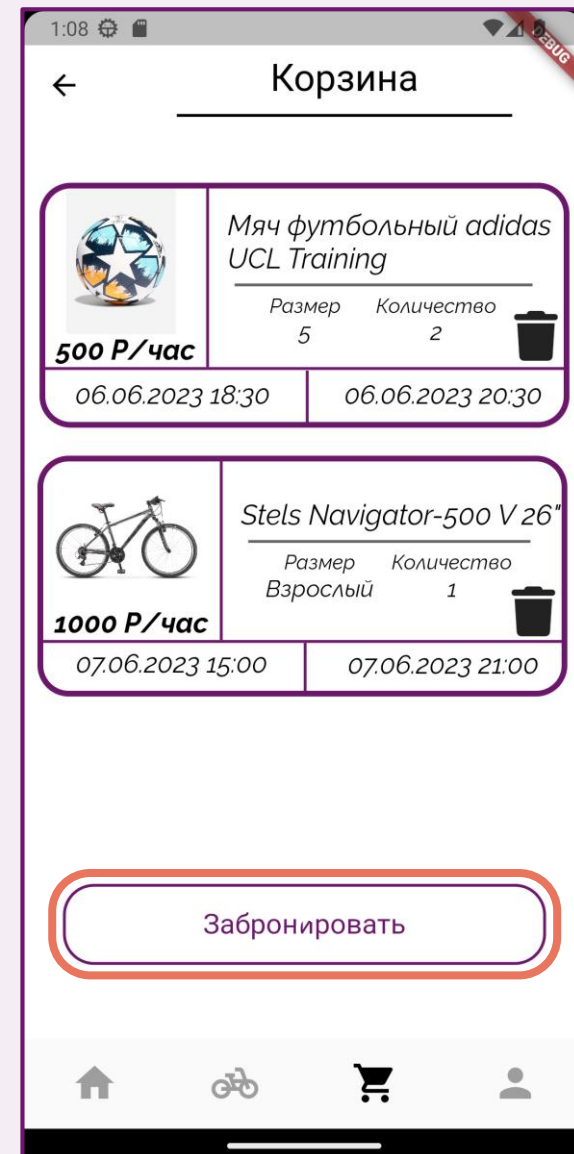 1:08
DEBUG
Корзина
Мяч футбольный adidas
UCL Training
Размер Количество
5 2
500 Р/час
06.06.2023 18:30 06.06.2023 20:30
Stels Navigator-500 V 26"
Размер Количество
Взрослый 1
1000 Р/час
07.06.2023 15:00 07.06.2023 21:00
Забронировать